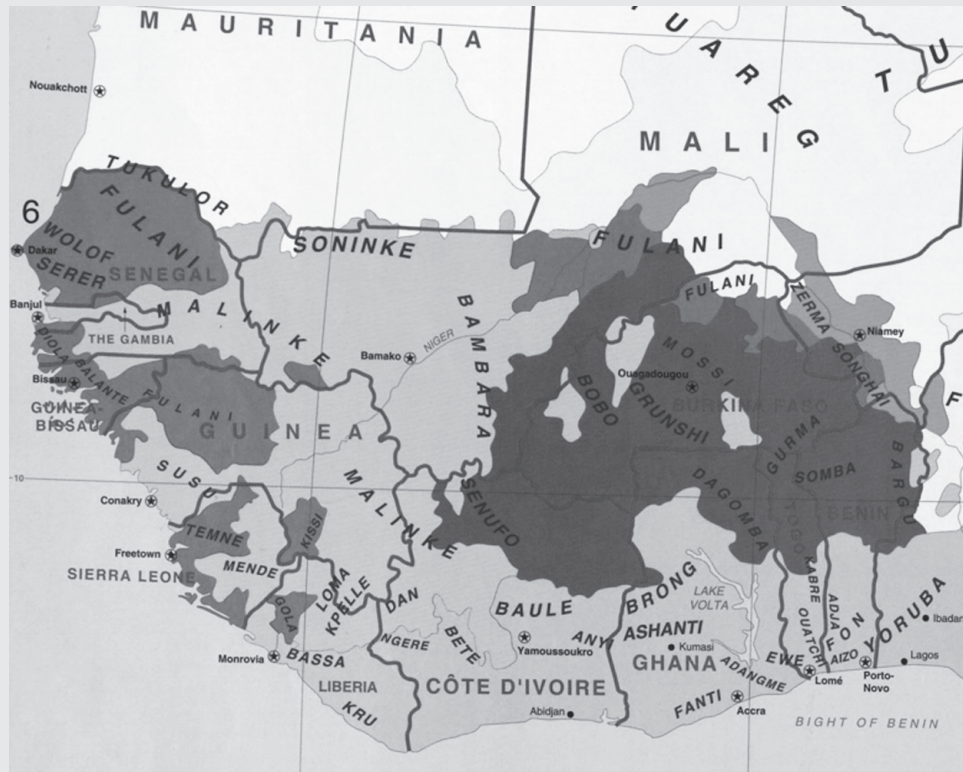 MAURITANIA
Nouakchott
TUAREG
TU
MALI
TUKULOR
FULANI
6
WOLOF
Dakar
SERER
SENEGAL
SONINKE
FULANI
FULANI
ZERMA
Banjul
MALINKE
THE GAMBIA
DIOLA
BAMBARA
NIGER
Bamako
Niamey
SONGHAI
MOSSI
Ouagadougou
Bissau
BALANTE
FULANI
GUINEA-
BISSAU
GUINEA
BOBO
GRUNSHI
BURKINA FASO
F
GURMA
BARGU
SOMBA
10
SUSU
MALINKE
SENUFO
DAGOMBA
TOGO
BENIN
Conakry
TEMNE
KISSI
Freetown
MENDE
SIERRA LEONE
LOMA
KPELLE
GOLA
DAN
BAULE
BRONG
LAKE
VOLTA
KABRE
ADJA
OUATCHI
FON
YORUBA
Ibadan
NGERE
BETE
Yamoussoukro
ANY
ASHANTI
Kumasi
GHANA
ADANGME
EWE
AIZO
Lagos
Monrovia
BASSA
LIBERIA
KRU
CÔTE D'IVOIRE
Abidjan
FANTI
Accra
Lomé
Porto-
Novo
BIGHT OF BENIN